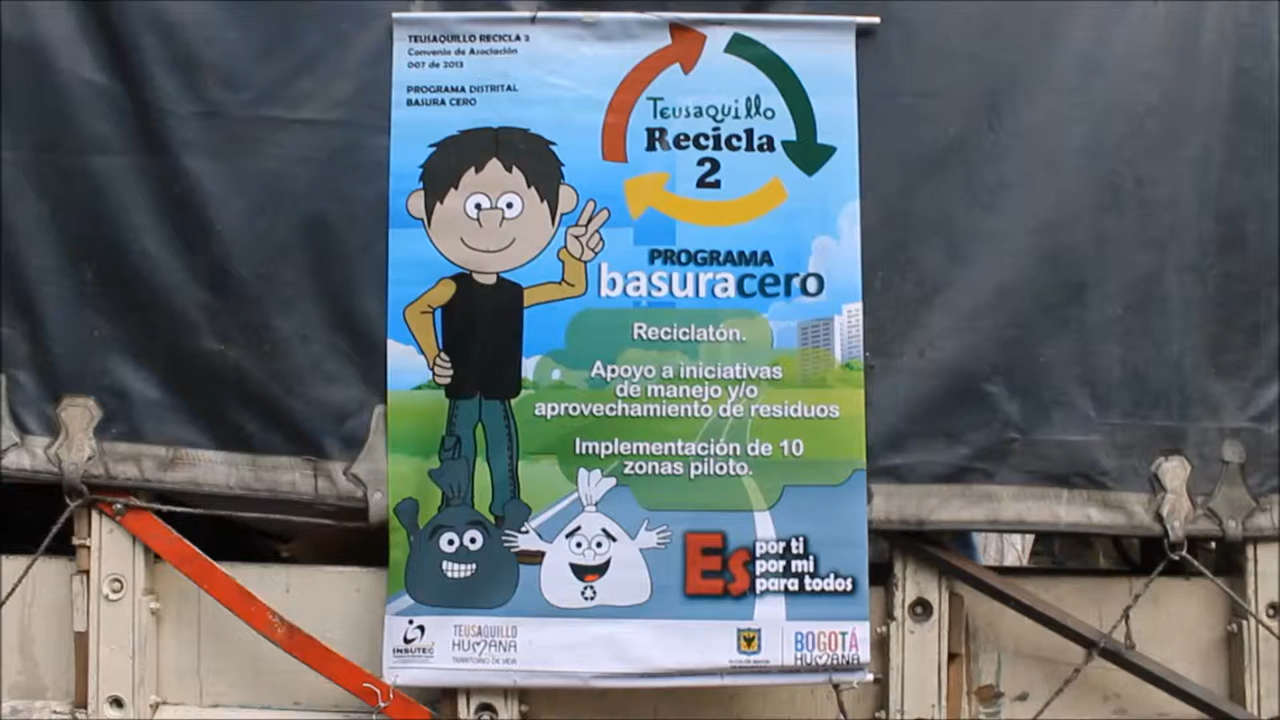 TEUSAQUILLO RECICLA 2
Convenio de Asociación
007 de 2013
PROGRAMA DISTRITAL
BASURA CERO
Teusaquillo
Recicla
2
PROGRAMA
basuracero
Reciclatón.
Apoyo a iniciativas
de manejo y/o
aprovechamiento de residuos
Implementación de 10
zonas piloto.
Es por ti
por mi
para todos
INSUTEC
TEUSAQUILLO
HUMANA
TERRITORIO DE VIDA
BOGOTÁ
HUMANA